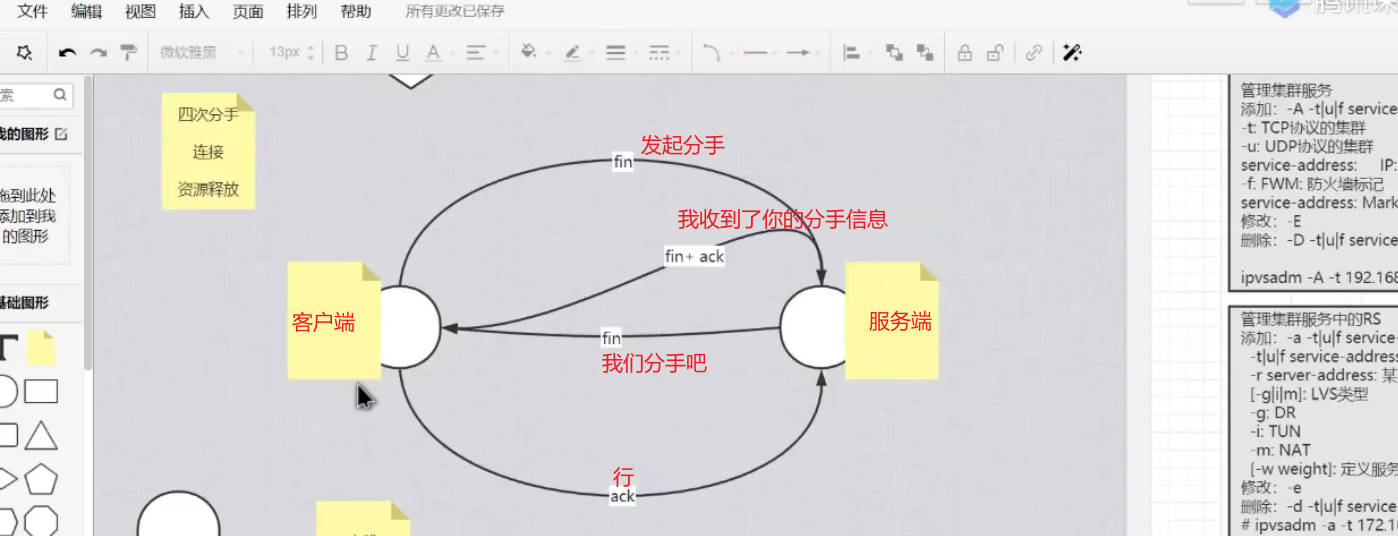 文件 编辑 视图 插入 页面 排列 帮助 所有更改已保存
微软雅黑 13px B I U A
索
我的图形
拖到此处
添加到我
的图形
基础图形
T
四次分手
连接
资源释放
发起分手
fin
我收到了你的分手信息
fin+ ack
客户端
服务端
fin
我们分手吧
行
ack
管理集群服务
添加：-A -t|u|f service
-t: TCP协议的集群
-u: UDP协议的集群
service-address: IP:
-f: FWM: 防火墙标记
service-address: Mark
修改：-E
删除：-D -t|u|f service
ipvsadm -A -t 192.168
管理集群服务中的RS
添加：-a -t|u|f service-
-t|u|f service-address
-r server-address: 某
[-g|i|m]: LVS类型
-g: DR
-i: TUN
-m: NAT
[-w weight]: 定义服务
修改：-e
删除：-d -t|u|f service
# ipvsadm -a -t 172.16